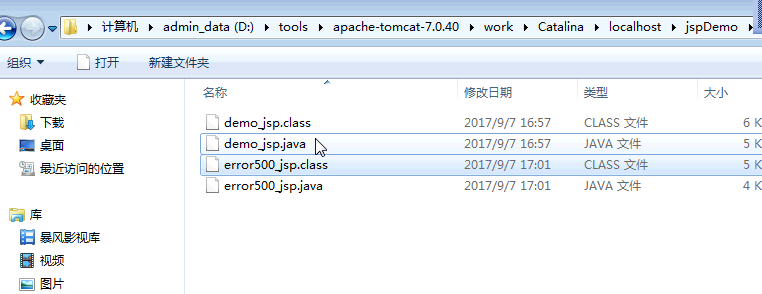 计算机 admin_data (D:) tools apache-tomcat-7.0.40 work Catalina localhost jspDemo
组织 打开 新建文件夹
收藏夹 名称 修改日期 类型 大小
下载 demo_jsp.class 2017/9/7 16:57 CLASS 文件 6 K
桌面 demo_jsp.java 2017/9/7 16:57 JAVA 文件 5 K
最近访问的位置 error500_jsp.class 2017/9/7 17:01 CLASS 文件 5 K
error500_jsp.java 2017/9/7 17:01 JAVA 文件 4 K
库
暴风影视库
视频
图片